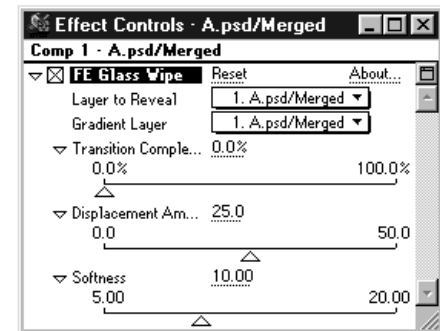 Effect Controls · A.psd/Merged
Comp 1 · A.psd/Merged
FE Glass Wipe Reset About...
Layer to Reveal 1. A.psd/Merged
Gradient Layer 1. A.psd/Merged
Transition Comple... 0.0%
0.0% 100.0%
Displacement Am... 25.0
0.0 50.0
Softness 10.00
5.00 20.00